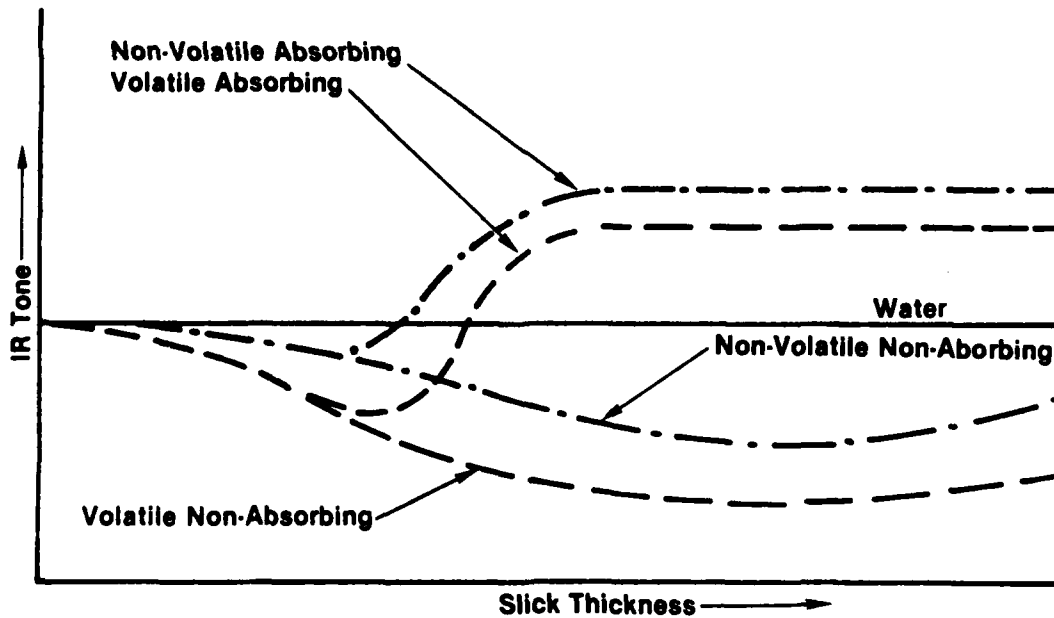 Non-Volatile Absorbing
Volatile Absorbing
IR Tone
Water
Non-Volatile Non-Aborbing
Volatile Non-Absorbing
Slick Thickness